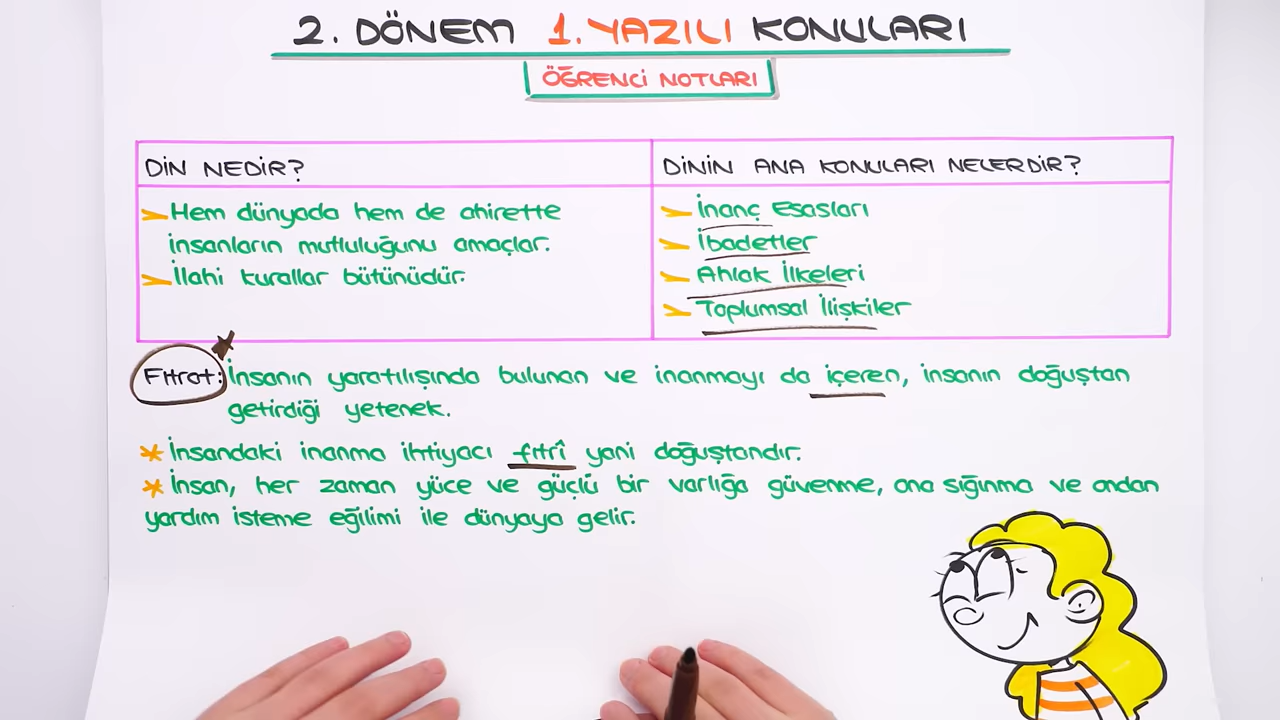 2. DÖNEM 1. YAZILI KONULARI
ÖĞRENCİ NOTLARI
DİN NEDİR?
Hem dünyada hem de ahirette
insanların mutluluğunu amaçlar.
İlahi kurallar bütünüdür.
DİNİN ANA KONULARI NELERDİR?
İnanç Esasları
İbadetler
Ahlak İlkeleri
Toplumsal İlişkiler
Fıtrat: İnsanın yaratılışında bulunan ve inanmayı da içeren, insanın doğuştan
getirdiği yetenek.
* İnsandaki inanma ihtiyacı fıtrî yani doğuştandır.
* İnsan, her zaman yüce ve güçlü bir varlığa güvenme, ona sığınma ve ondan
yardım isteme eğilimi ile dünyaya gelir.